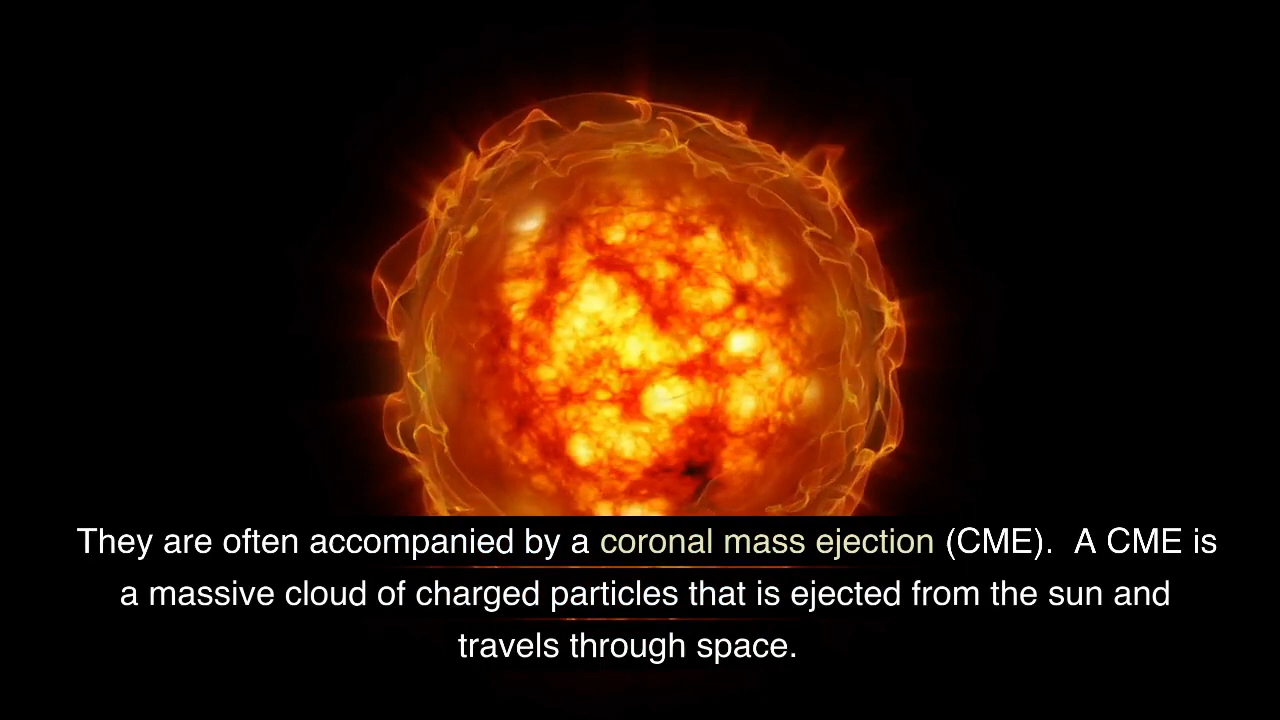 They are often accompanied by a coronal mass ejection (CME).  A CME is
a massive cloud of charged particles that is ejected from the sun and
travels through space.